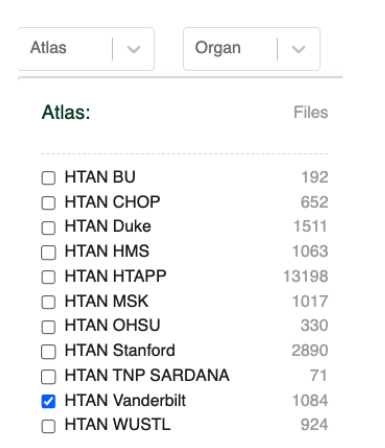 Atlas Organ
Atlas: Files
HTAN BU 192
HTAN CHOP 652
HTAN Duke 1511
HTAN HMS 1063
HTAN HTAPP 13198
HTAN MSK 1017
HTAN OHSU 330
HTAN Stanford 2890
HTAN TNP SARDANA 71
HTAN Vanderbilt 1084
HTAN WUSTL 924